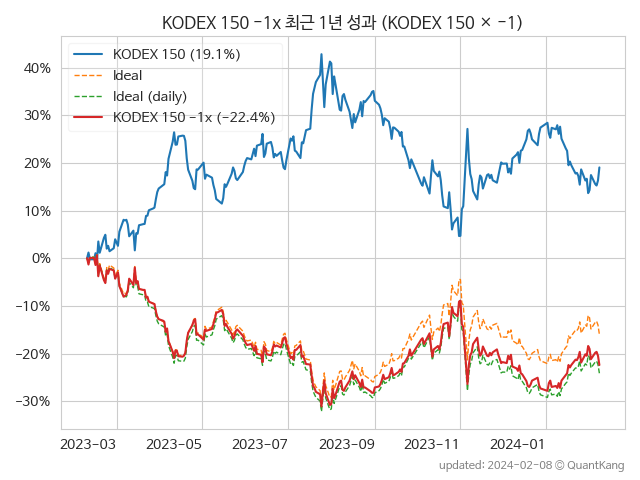 KODEX 150 −1x 최근 1년 성과 (KODEX 150 × −1)
KODEX 150 (19.1%)
Ideal
Ideal (daily)
KODEX 150 −1x (−22.4%)
40%
30%
20%
10%
0%
−10%
−20%
−30%
2023-03 2023-05 2023-07 2023-09 2023-11 2024-01
updated: 2024-02-08 © QuantKang